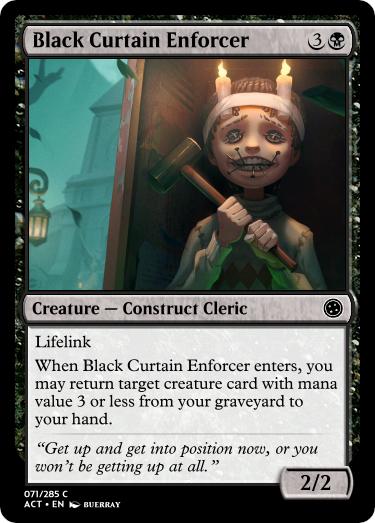 Black Curtain Enforcer 3
Creature — Construct Cleric
Lifelink
When Black Curtain Enforcer enters, you
may return target creature card with mana
value 3 or less from your graveyard to
your hand.
“Get up and get into position now, or you
won’t be getting up at all.”
2/2
071/285 C
ACT • EN BUERRAY